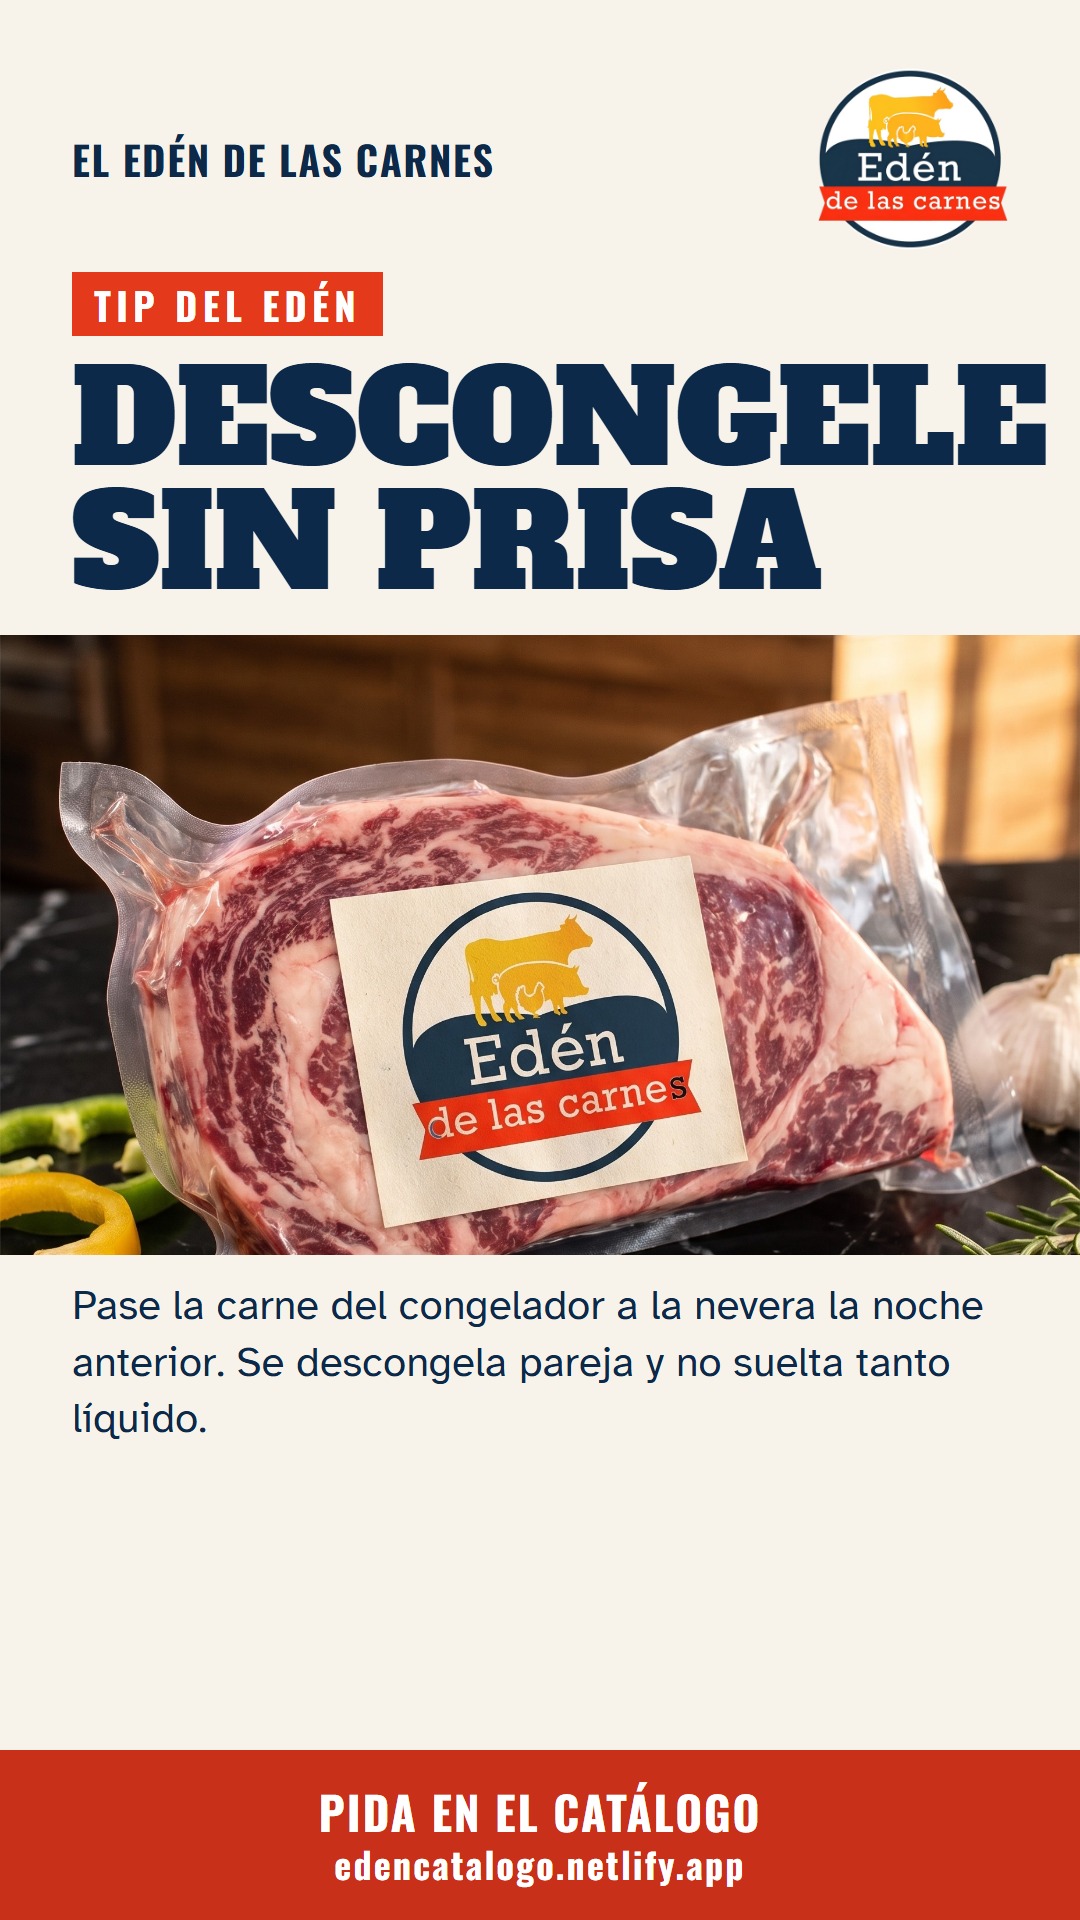 EL EDÉN DE LAS CARNES
Edén
de las carnes
TIP DEL EDÉN
DESCONGELE
SIN PRISA
Edén
de las carnes
Pase la carne del congelador a la nevera la noche
anterior. Se descongela pareja y no suelta tanto
líquido.
PIDA EN EL CATÁLOGO
edencatalogo.netlify.app